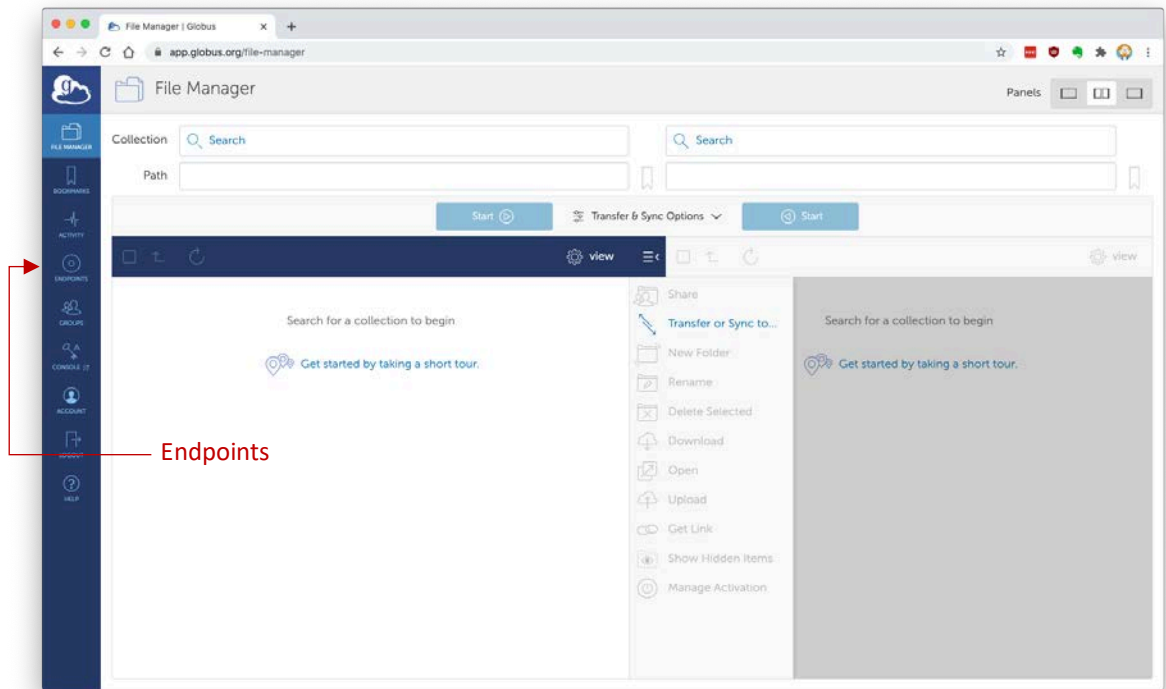 File Manager | Globus
app.globus.org/file-manager
File Manager
Panels
FILE MANAGER
Collection
Search
Search
BOOKMARKS
Path
ACTIVITY
Start
Transfer & Sync Options
Start
ENDPOINTS
view
view
GROUPS
Share
Search for a collection to begin
Transfer or Sync to...
Search for a collection to begin
CONSOLE
New Folder
Get started by taking a short tour.
Get started by taking a short tour.
Rename
ACCOUNT
Delete Selected
Download
LOGOUT
Endpoints
Open
HELP
Upload
Get Link
Show Hidden Items
Manage Activation